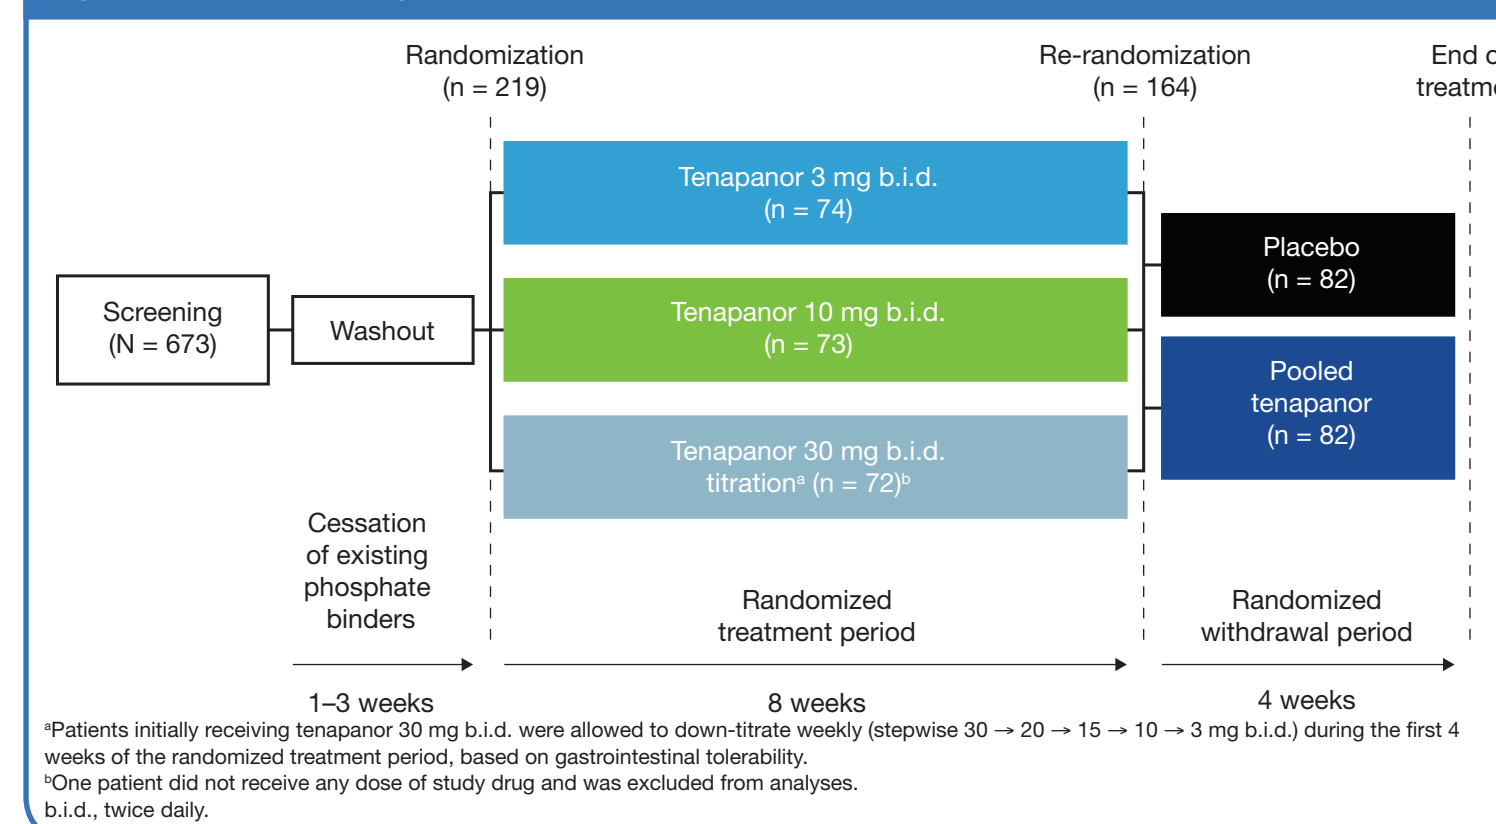 Randomization
(n = 219)
Re-randomization
(n = 164)
End
Tenapanor 3 mg b.i.d.
(n = 74)
Screening
(N = 673)
Washout
Tenapanor 10 mg b.i.d.
(n = 73)
Tenapanor 30 mg b.i.d.
titrationᵃ (n = 72)ᵇ
Placebo
(n = 82)
Pooled
tenapanor
(n = 82)
Cessation
of existing
phosphate
binders
Randomized
treatment period
Randomized
withdrawal period
1–3 weeks
8 weeks
4 weeks
ᵃPatients initially receiving tenapanor 30 mg b.i.d. were allowed to down-titrate weekly (stepwise 30 → 20 → 15 → 10 → 3 mg b.i.d.) during the first 4
weeks of the randomized treatment period, based on gastrointestinal tolerability.
ᵇOne patient did not receive any dose of study drug and was excluded from analyses.
b.i.d., twice daily.